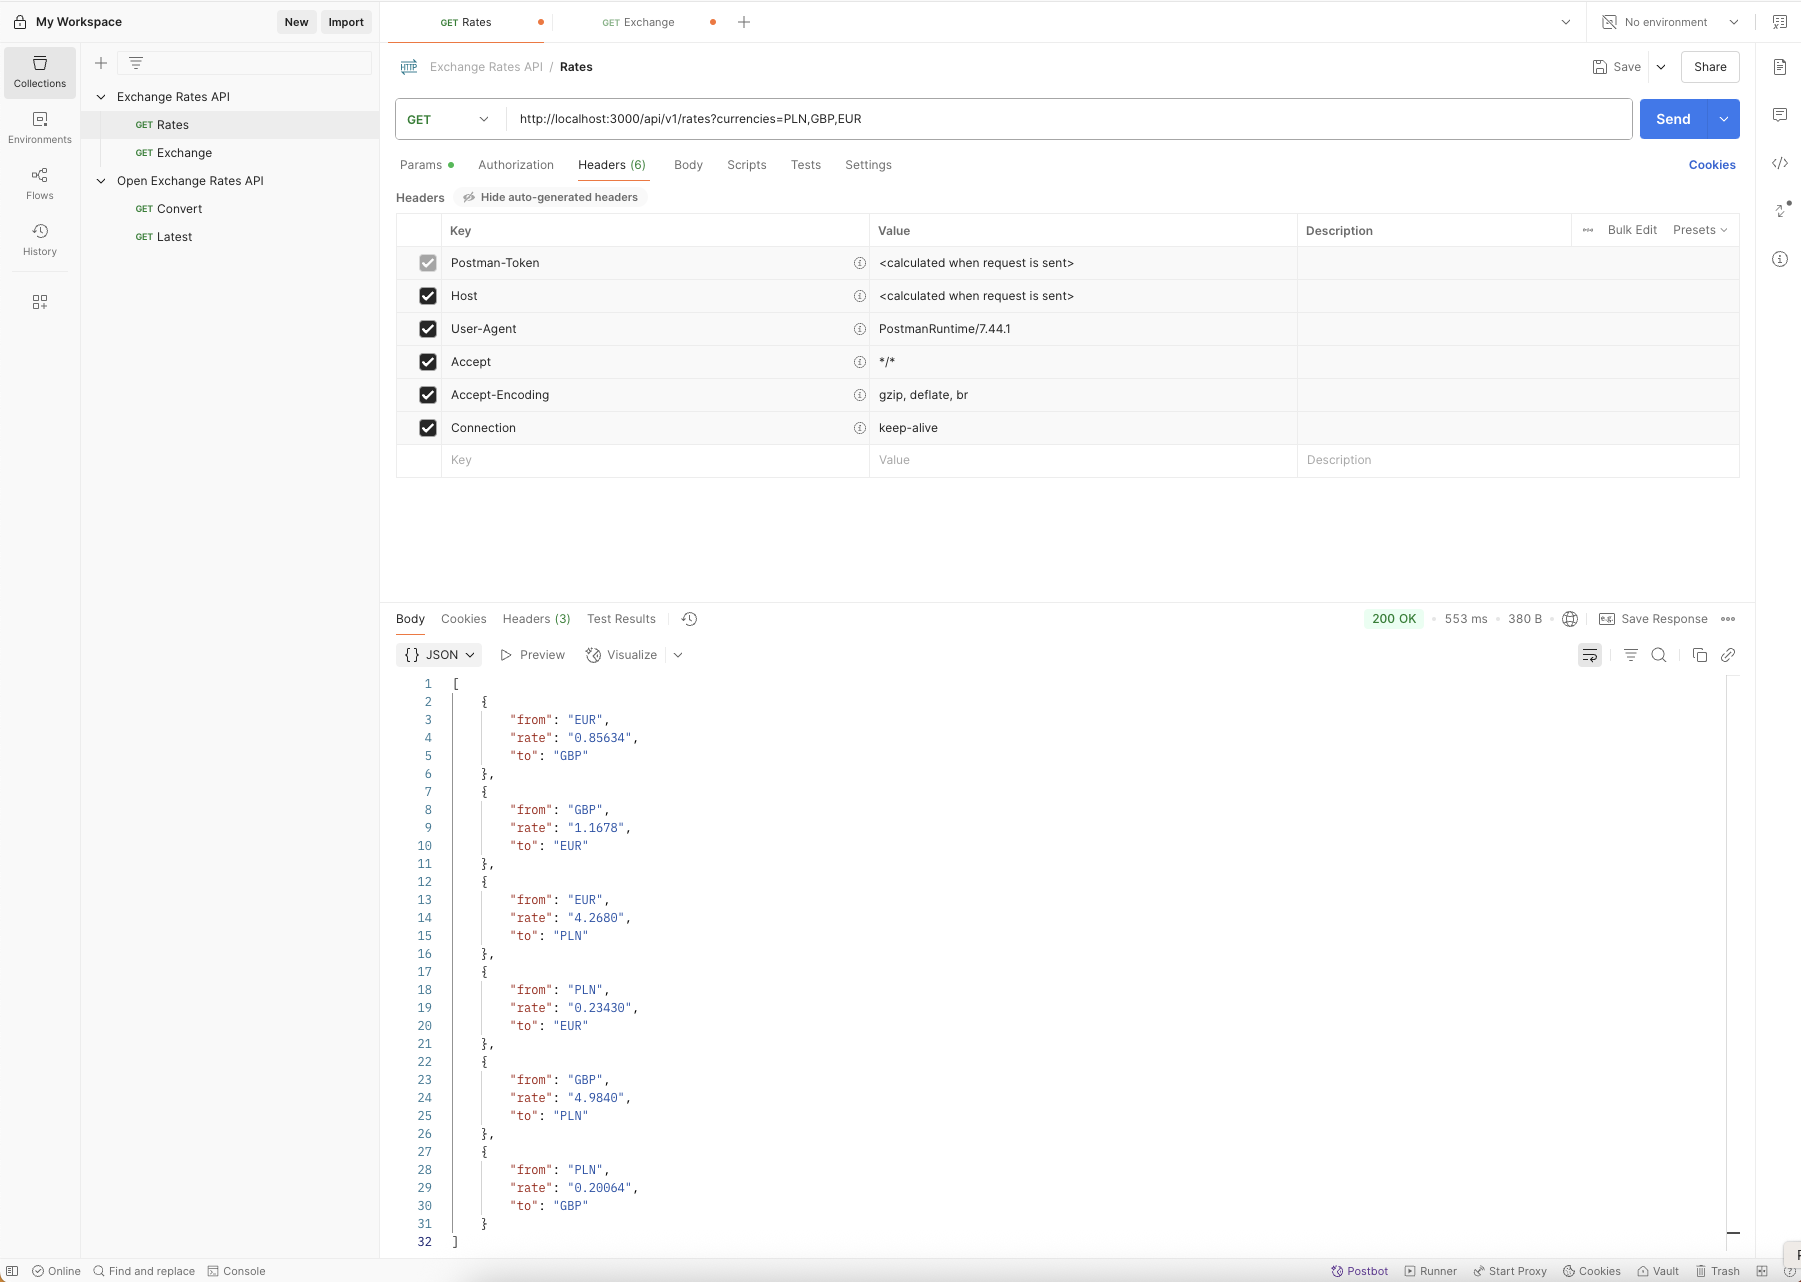 My Workspace
New
Import
GET Rates
GET Exchange
No environment
Collections
Environments
Flows
History
Exchange Rates API
GET Rates
GET Exchange
Open Exchange Rates API
GET Convert
GET Latest
HTTP
Exchange Rates API / Rates
Save
Share
GET
http://localhost:3000/api/v1/rates?currencies=PLN,GBP,EUR
Send
Params
Authorization
Headers (6)
Body
Scripts
Tests
Settings
Cookies
Headers
Hide auto-generated headers
Key Value Description
Bulk Edit
Presets
Postman-Token <calculated when request is sent>
Host <calculated when request is sent>
User-Agent PostmanRuntime/7.44.1
Accept */*
Accept-Encoding gzip, deflate, br
Connection keep-alive
Key Value Description
Body
Cookies
Headers (3)
Test Results
200 OK
553 ms
380 B
e.g.
Save Response
{} JSON
Preview
Visualize
1 [
2 {
3 "from": "EUR",
4 "rate": "0.85634",
5 "to": "GBP"
6 },
7 {
8 "from": "GBP",
9 "rate": "1.1678",
10 "to": "EUR"
11 },
12 {
13 "from": "EUR",
14 "rate": "4.2680",
15 "to": "PLN"
16 },
17 {
18 "from": "PLN",
19 "rate": "0.23430",
20 "to": "EUR"
21 },
22 {
23 "from": "GBP",
24 "rate": "4.9840",
25 "to": "PLN"
26 },
27 {
28 "from": "PLN",
29 "rate": "0.20064",
30 "to": "GBP"
31 }
32 ]
Online
Find and replace
Console
Postbot
Runner
Start Proxy
Cookies
Vault
Trash